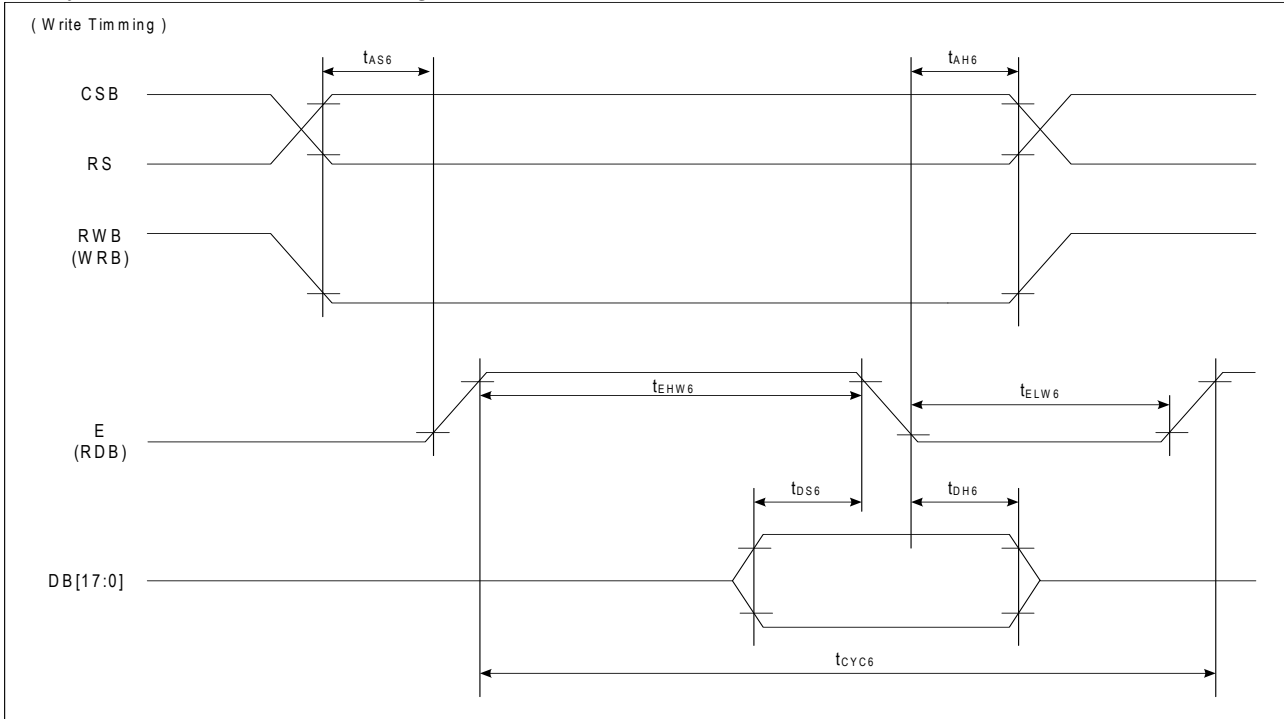 ( Write Timming )
tAS6
tAH6
CSB
RS
RWB
(WRB)
tEHW6
tELW6
E
(RDB)
tDS6
tDH6
DB[17:0]
tCYC6